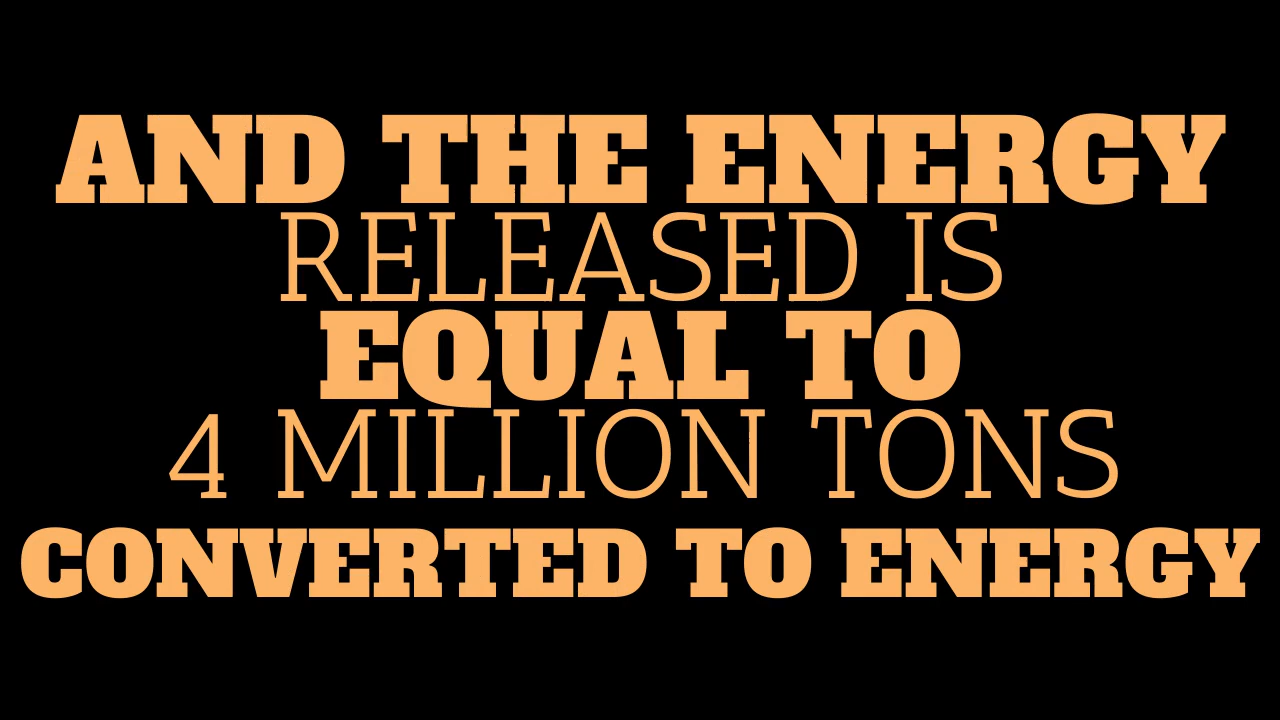 AND THE ENERGY
RELEASED IS
EQUAL TO
4 MILLION TONS
CONVERTED TO ENERGY